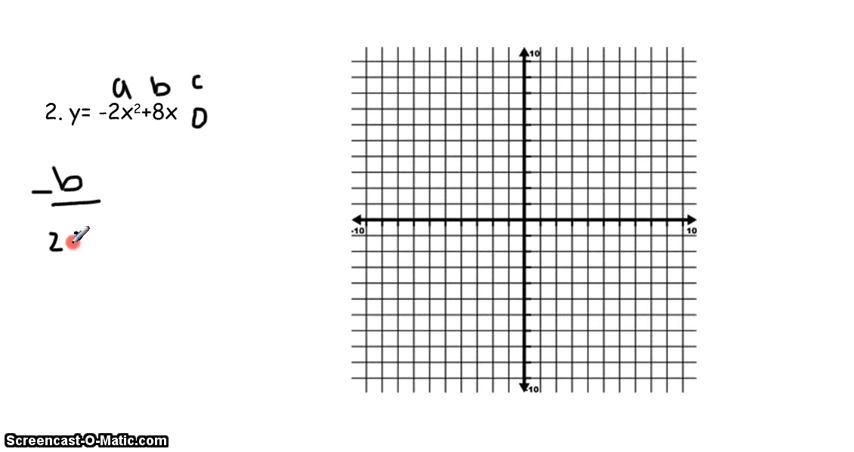 a b c
2. y= -2x²+8x 0
-b
2
10
-10 10
-10
Screencast-O-Matic.com